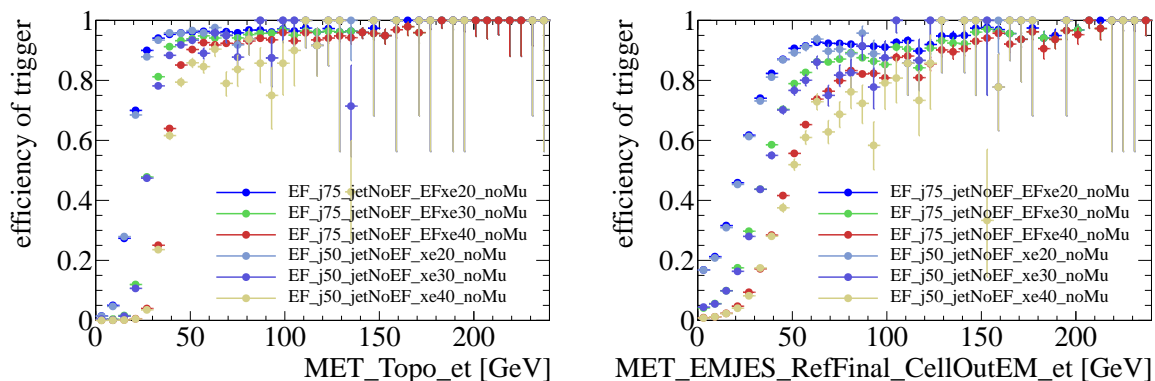 efficiency of trigger
1
0.8
0.6
0.4
0.2
0
EF_j75_jetNoEF_EFxe20_noMu
EF_j75_jetNoEF_EFxe30_noMu
EF_j75_jetNoEF_EFxe40_noMu
EF_j50_jetNoEF_xe20_noMu
EF_j50_jetNoEF_xe30_noMu
EF_j50_jetNoEF_xe40_noMu
0 50 100 150 200
MET_Topo_et [GeV]
efficiency of trigger
1
0.8
0.6
0.4
0.2
0
EF_j75_jetNoEF_EFxe20_noMu
EF_j75_jetNoEF_EFxe30_noMu
EF_j75_jetNoEF_EFxe40_noMu
EF_j50_jetNoEF_xe20_noMu
EF_j50_jetNoEF_xe30_noMu
EF_j50_jetNoEF_xe40_noMu
0 50 100 150 200
MET_EMJES_RefFinal_CellOutEM_et [GeV]